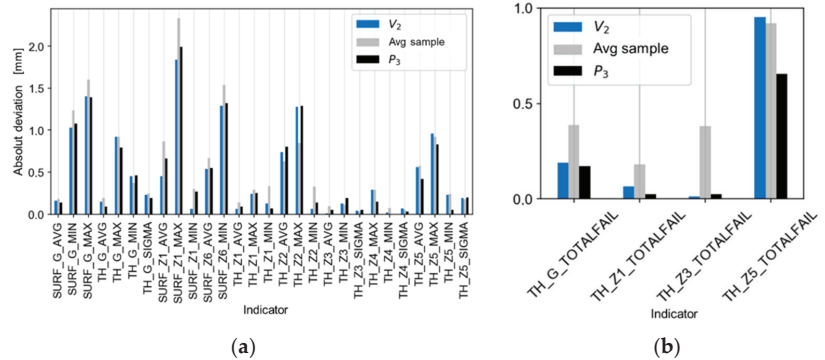 Absolut deviation [mm]
2.0
1.5
1.0
0.5
0.0
V₂
Avg sample
P₃
SURF_G_AVG
SURF_G_MIN
SURF_G_MAX
TH_G_AVG
TH_G_MAX
TH_G_MIN
TH_G_SIGMA
SURF_Z1_AVG
SURF_Z1_MAX
SURF_Z1_MIN
SURF_Z6_AVG
SURF_Z6_MIN
TH_Z1_AVG
TH_Z1_MAX
TH_Z1_MIN
TH_Z2_AVG
TH_Z2_MAX
TH_Z2_MIN
TH_Z3_AVG
TH_Z3_MIN
TH_Z3_SIGMA
TH_Z4_MAX
TH_Z4_MIN
TH_Z4_SIGMA
TH_Z5_AVG
TH_Z5_MAX
TH_Z5_MIN
TH_Z5_SIGMA
Indicator
(a)
1.0
0.5
0.0
V₂
Avg sample
P₃
TH_G_TOTALFAIL
TH_Z1_TOTALFAIL
TH_Z3_TOTALFAIL
TH_Z5_TOTALFAIL
Indicator
(b)